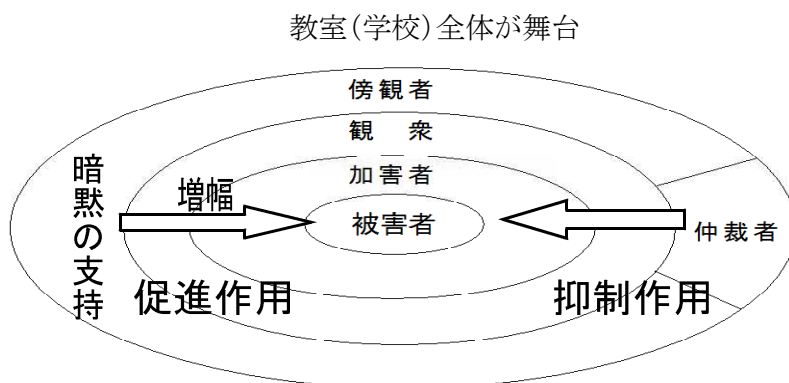 教室(学校)全体が舞台
傍観者
観 衆
加害者
被害者
暗黙の支持
増幅
促進作用
抑制作用
仲裁者